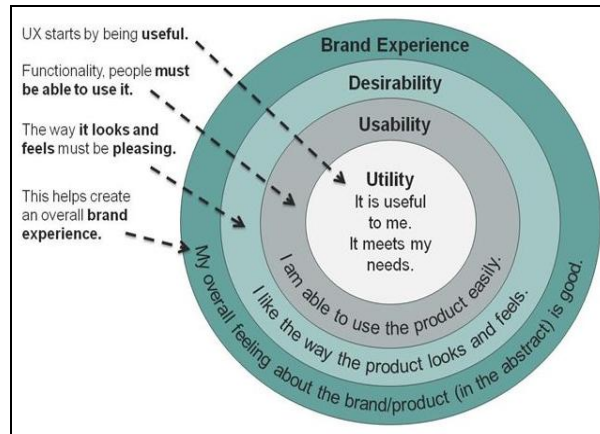 UX starts by being useful.
Functionality, people must
be able to use it.
The way it looks and
feels must be pleasing.
This helps create
an overall brand
experience.
Brand Experience
Desirability
Usability
Utility
It is useful
to me.
It meets my
needs.
I am able to use the product easily.
I like the way the product looks and feels.
My overall feeling about the brand/product (in the abstract) is good.